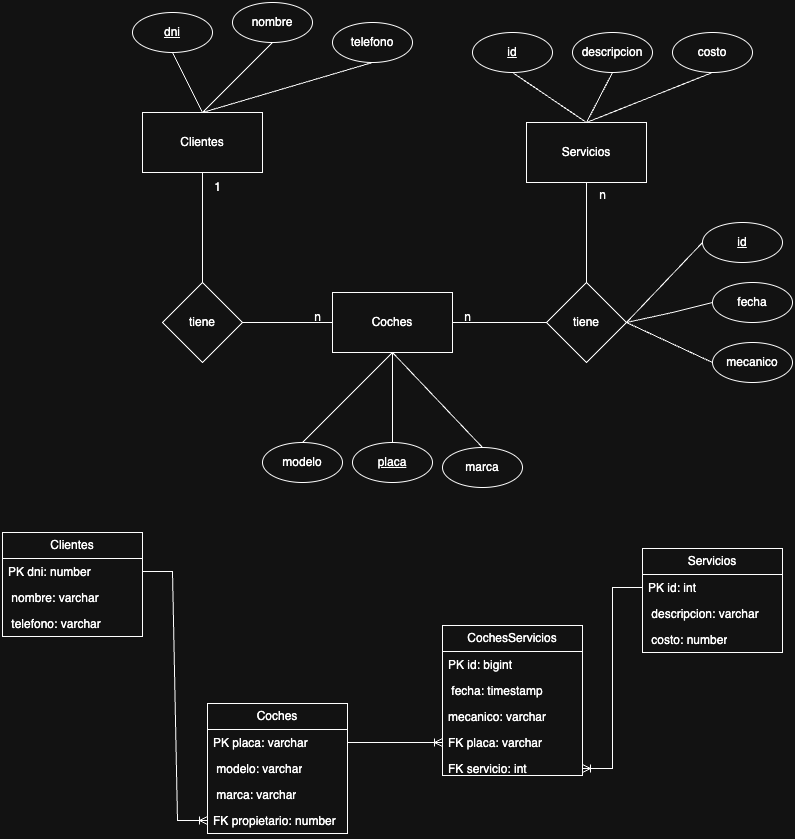 dni
nombre
telefono
id
descripcion
costo
Clientes
Servicios
1
n
id
tiene
n
Coches
n
tiene
fecha
mecanico
modelo
placa
marca
Clientes
PK dni: number
nombre: varchar
telefono: varchar
Servicios
PK id: int
descripcion: varchar
costo: number
CochesServicios
PK id: bigint
fecha: timestamp
mecanico: varchar
FK placa: varchar
FK servicio: int
Coches
PK placa: varchar
modelo: varchar
marca: varchar
FK propietario: number